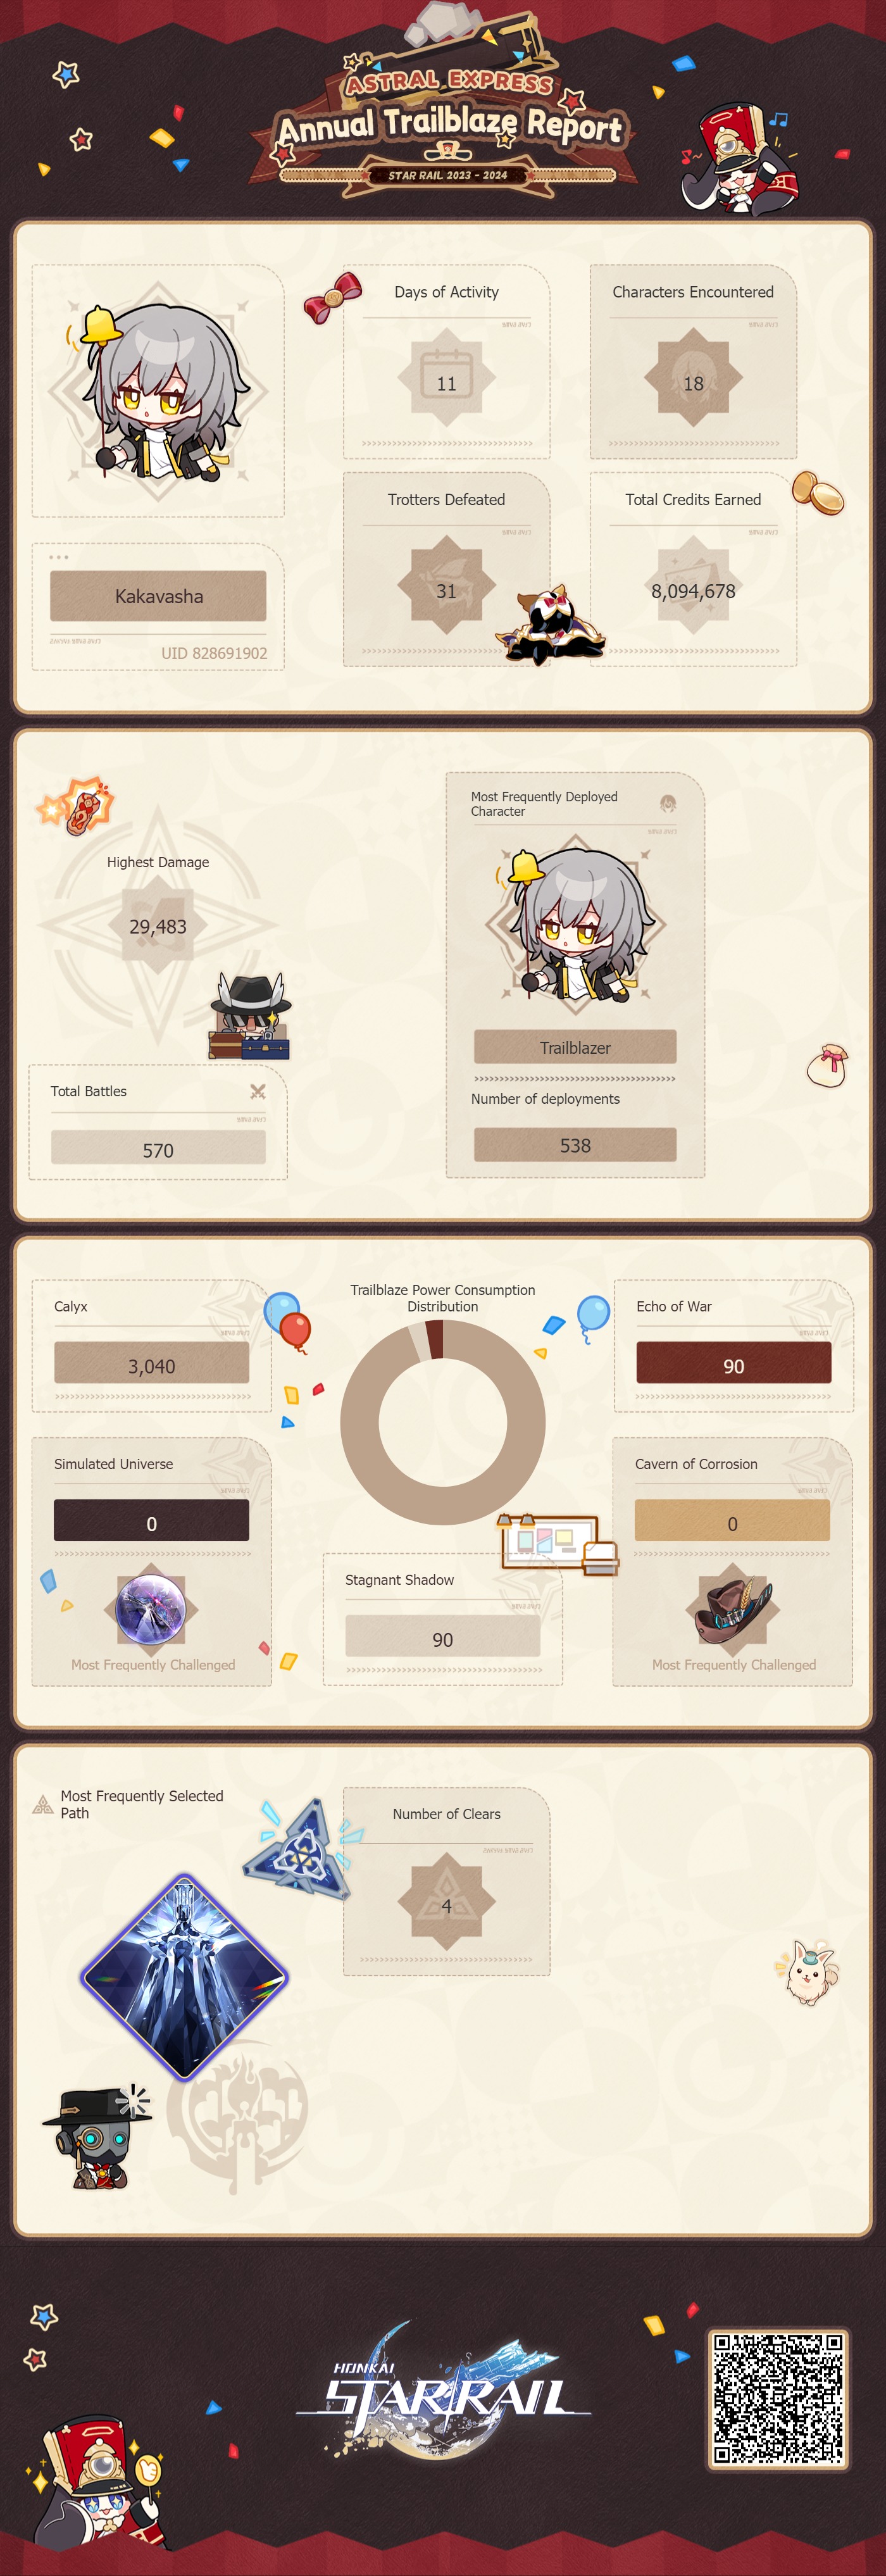 ASTRAL EXPRESS
Annual Trailblaze Report
STAR RAIL 2023 - 2024
Kakavasha
UID 828691902
Days of Activity
11
Characters Encountered
18
Trotters Defeated
31
Total Credits Earned
8,094,678
Highest Damage
29,483
Total Battles
570
Most Frequently Deployed
Character
Trailblazer
Number of deployments
538
Calyx
3,040
Trailblaze Power Consumption
Distribution
Echo of War
90
Simulated Universe
0
Most Frequently Challenged
Stagnant Shadow
90
Cavern of Corrosion
0
Most Frequently Challenged
Most Frequently Selected
Path
Number of Clears
4
HONKAI
STAR RAIL